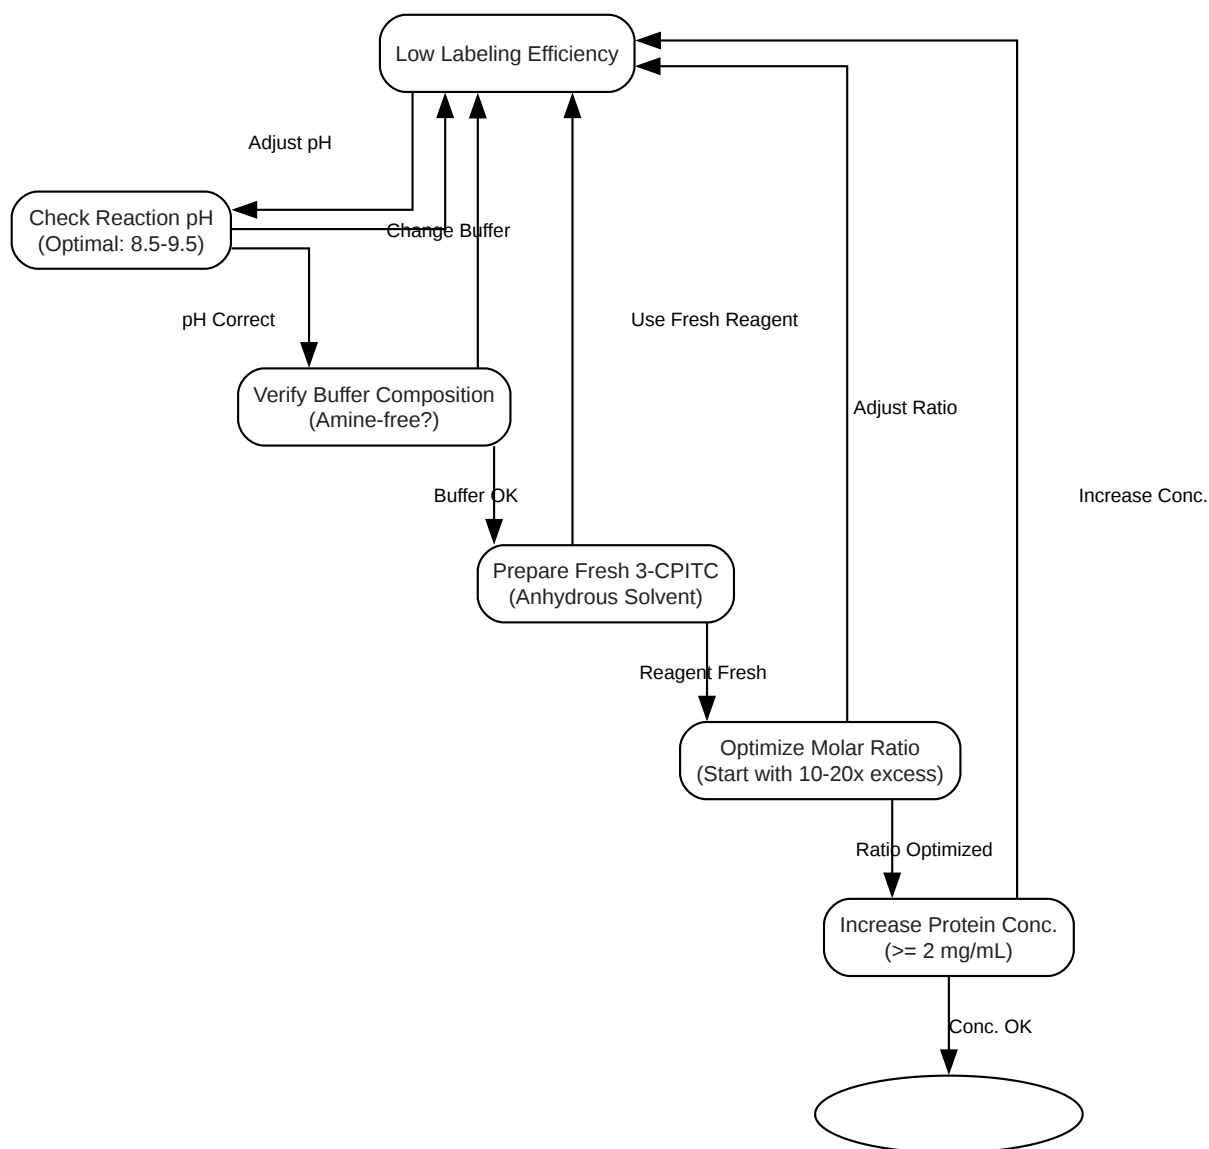 Low Labeling Efficiency
Adjust pH
Check Reaction pH
(Optimal: 8.5-9.5)
Change Buffer
pH Correct
Use Fresh Reagent
Verify Buffer Composition
(Amine-free?)
Adjust Ratio
Buffer OK
Increase Conc.
Prepare Fresh 3-CPITC
(Anhydrous Solvent)
Reagent Fresh
Optimize Molar Ratio
(Start with 10-20x excess)
Ratio Optimized
Increase Protein Conc.
(>= 2 mg/mL)
Conc. OK